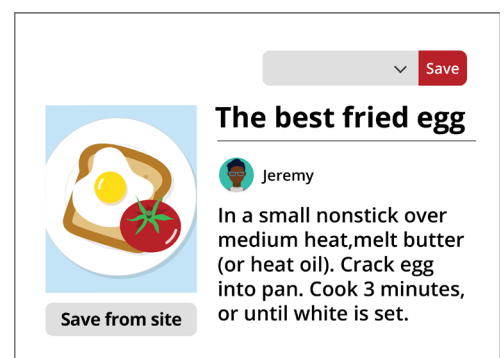 Save
The best fried egg
Jeremy
In a small nonstick over
medium heat,melt butter
(or heat oil). Crack egg
into pan. Cook 3 minutes,
or until white is set.
Save from site